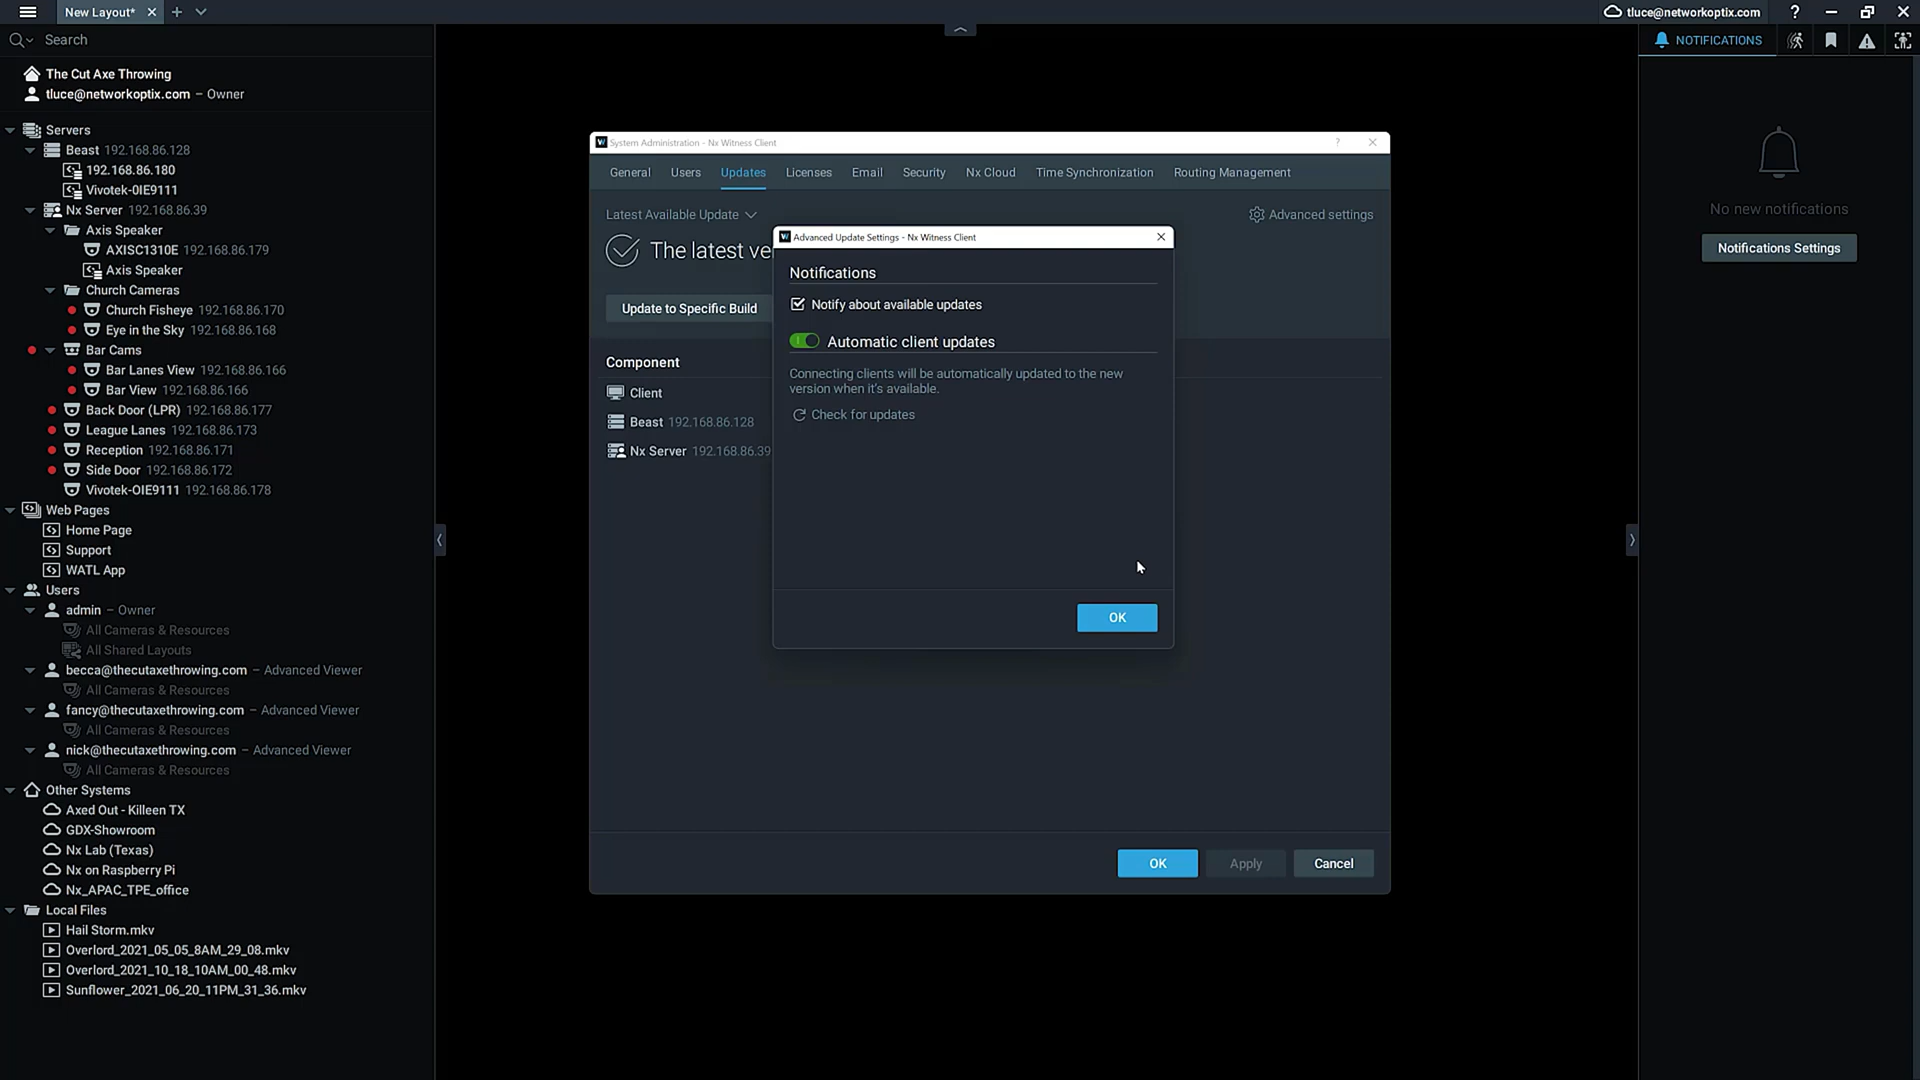 New Layout*
tluce@networkoptix.com
?
Search
NOTIFICATIONS
The Cut Axe Throwing
tluce@networkoptix.com – Owner
Servers
Beast 192.168.86.128
192.168.86.180
Vivotek-0IE9111
Nx Server 192.168.86.39
Axis Speaker
AXISC1310E 192.168.86.179
Axis Speaker
Church Cameras
Church Fisheye 192.168.86.170
Eye in the Sky 192.168.86.168
Bar Cams
Bar Lanes View 192.168.86.166
Bar View 192.168.86.166
Back Door (LPR) 192.168.86.177
League Lanes 192.168.86.173
Reception 192.168.86.171
Side Door 192.168.86.172
Vivotek-OIE9111 192.168.86.178
Web Pages
Home Page
Support
WATL App
Users
admin – Owner
All Cameras & Resources
All Shared Layouts
becca@thecutaxethrowing.com – Advanced Viewer
All Cameras & Resources
fancy@thecutaxethrowing.com – Advanced Viewer
All Cameras & Resources
nick@thecutaxethrowing.com – Advanced Viewer
All Cameras & Resources
Other Systems
Axed Out - Killeen TX
GDX-Showroom
Nx Lab (Texas)
Nx on Raspberry Pi
Nx_APAC_TPE_office
Local Files
Hail Storm.mkv
Overlord_2021_05_05_8AM_29_08.mkv
Overlord_2021_10_18_10AM_00_48.mkv
Sunflower_2021_06_20_11PM_31_36.mkv
System Administration - Nx Witness Client
?
General Users Updates Licenses Email Security Nx Cloud Time Synchronization Routing Management
Latest Available Update
Advanced settings
The latest ve
Update to Specific Build
Component
Client
Beast 192.168.86.128
Nx Server 192.168.86.39
Advanced Update Settings - Nx Witness Client
Notifications
Notify about available updates
Automatic client updates
Connecting clients will be automatically updated to the new
version when it's available.
Check for updates
OK
OK Apply Cancel
No new notifications
Notifications Settings